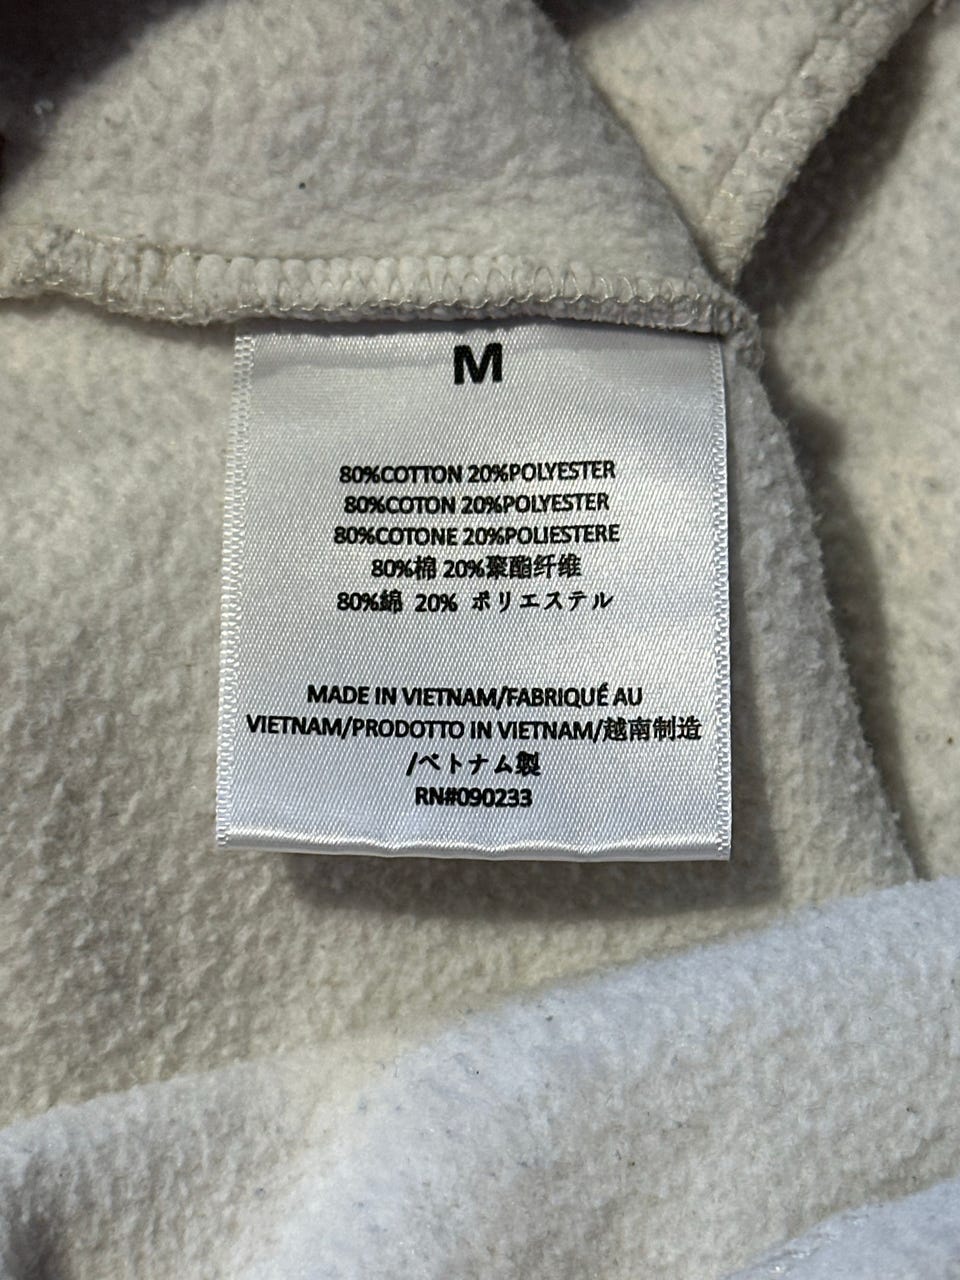 M
80%COTTON 20%POLYESTER
80%COTON 20%POLYESTER
80%COTONE 20%POLIESTERE
80%棉 20%聚酯纤维
80%綿 20% ポリエステル
MADE IN VIETNAM/FABRIQUÉ AU
VIETNAM/PRODOTTO IN VIETNAM/越南制造
/ベトナム製
RN#090233